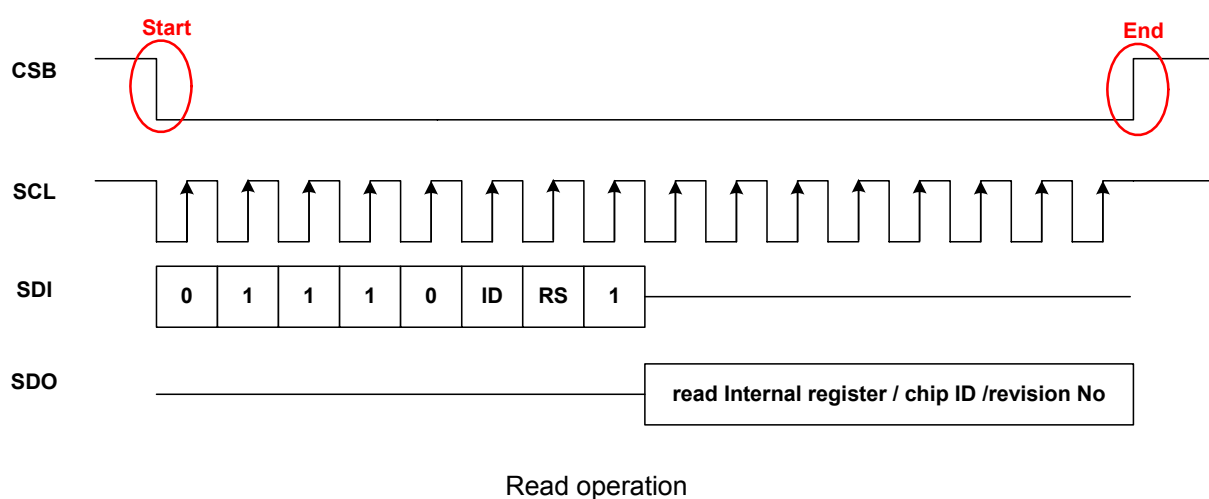 Start
End
CSB
SCL
SDI
0 1 1 1 0 ID RS 1
SDO
read Internal register / chip ID /revision No
Read operation